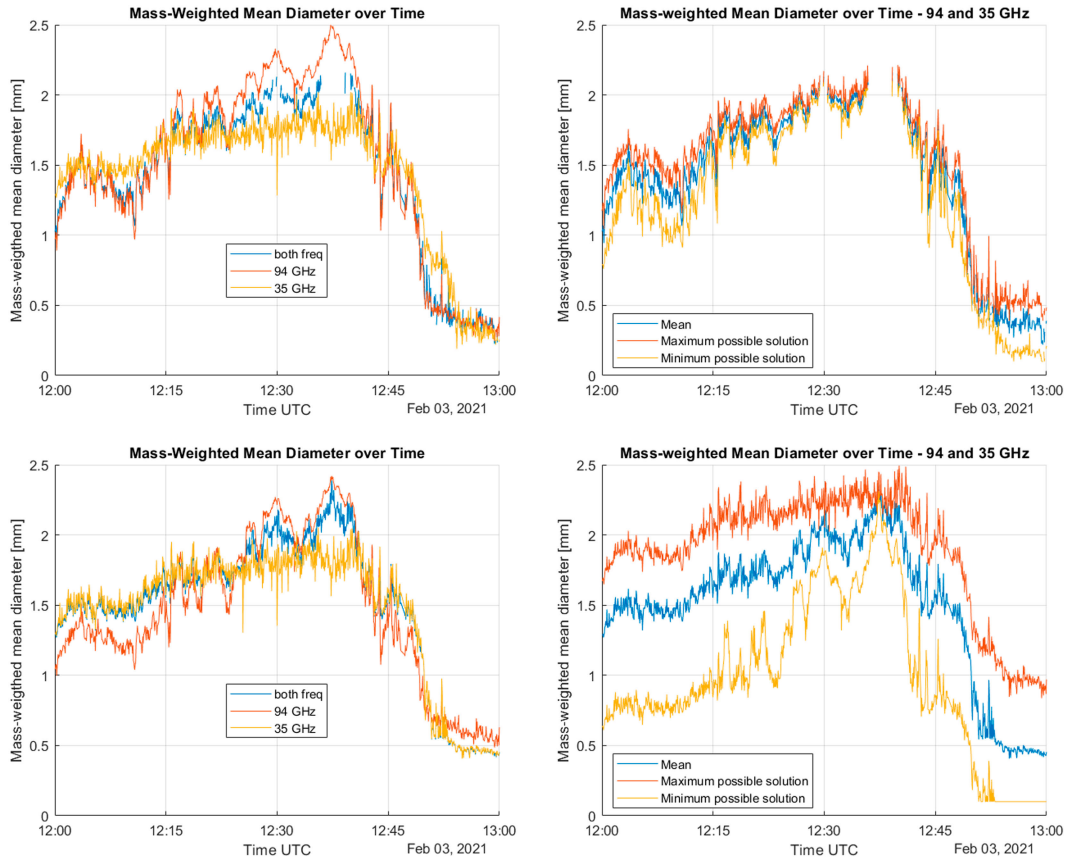 Mass-Weighted Mean Diameter over Time
Mass-weigthed mean diameter [mm]
2.5
2
1.5
1
0.5
0
both freq
94 GHz
35 GHz
12:00
12:15
12:30
12:45
13:00
Time UTC
Feb 03, 2021
Mass-weighted Mean Diameter over Time - 94 and 35 GHz
Mass-weighted mean diameter [mm]
2.5
2
1.5
1
0.5
0
Mean
Maximum possible solution
Minimum possible solution
12:00
12:15
12:30
12:45
13:00
Time UTC
Feb 03, 2021
Mass-Weighted Mean Diameter over Time
Mass-weigthed mean diameter [mm]
2.5
2
1.5
1
0.5
0
both freq
94 GHz
35 GHz
12:00
12:15
12:30
12:45
13:00
Time UTC
Feb 03, 2021
Mass-weighted Mean Diameter over Time - 94 and 35 GHz
Mass-weighted mean diameter [mm]
2.5
2
1.5
1
0.5
0
Mean
Maximum possible solution
Minimum possible solution
12:00
12:15
12:30
12:45
13:00
Time UTC
Feb 03, 2021